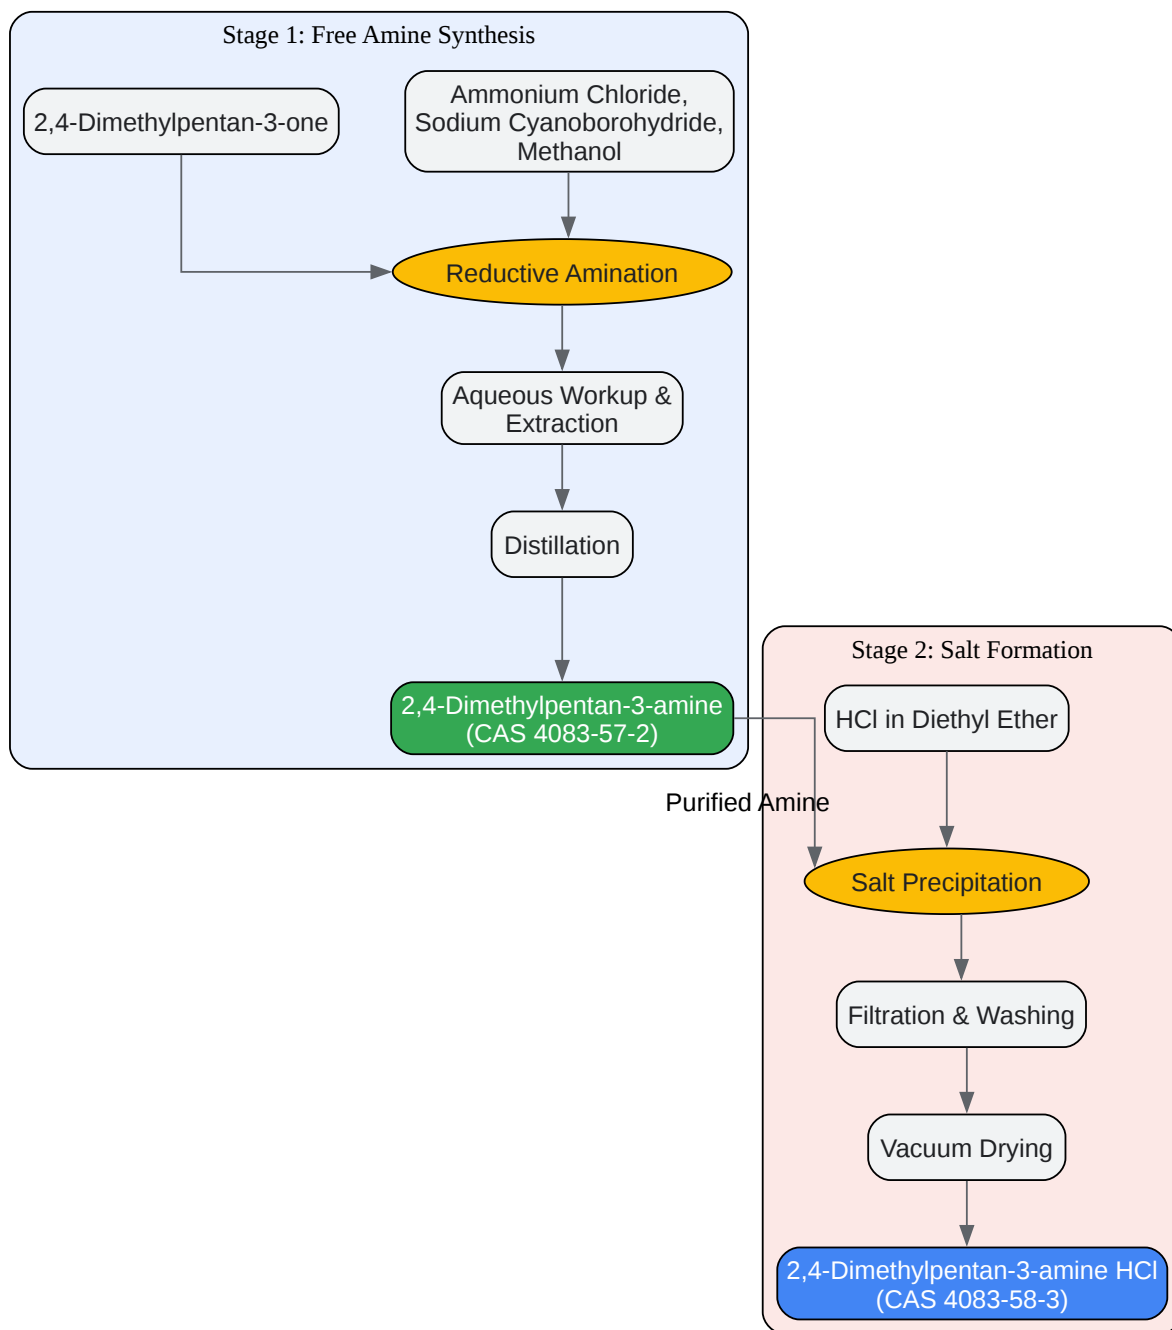 Stage 1: Free Amine Synthesis
2,4-Dimethylpentan-3-one
Ammonium Chloride,
Sodium Cyanoborohydride,
Methanol
Reductive Amination
Aqueous Workup &
Extraction
Distillation
2,4-Dimethylpentan-3-amine
(CAS 4083-57-2)
Purified Amine
Stage 2: Salt Formation
HCl in Diethyl Ether
Salt Precipitation
Filtration & Washing
Vacuum Drying
2,4-Dimethylpentan-3-amine HCl
(CAS 4083-58-3)